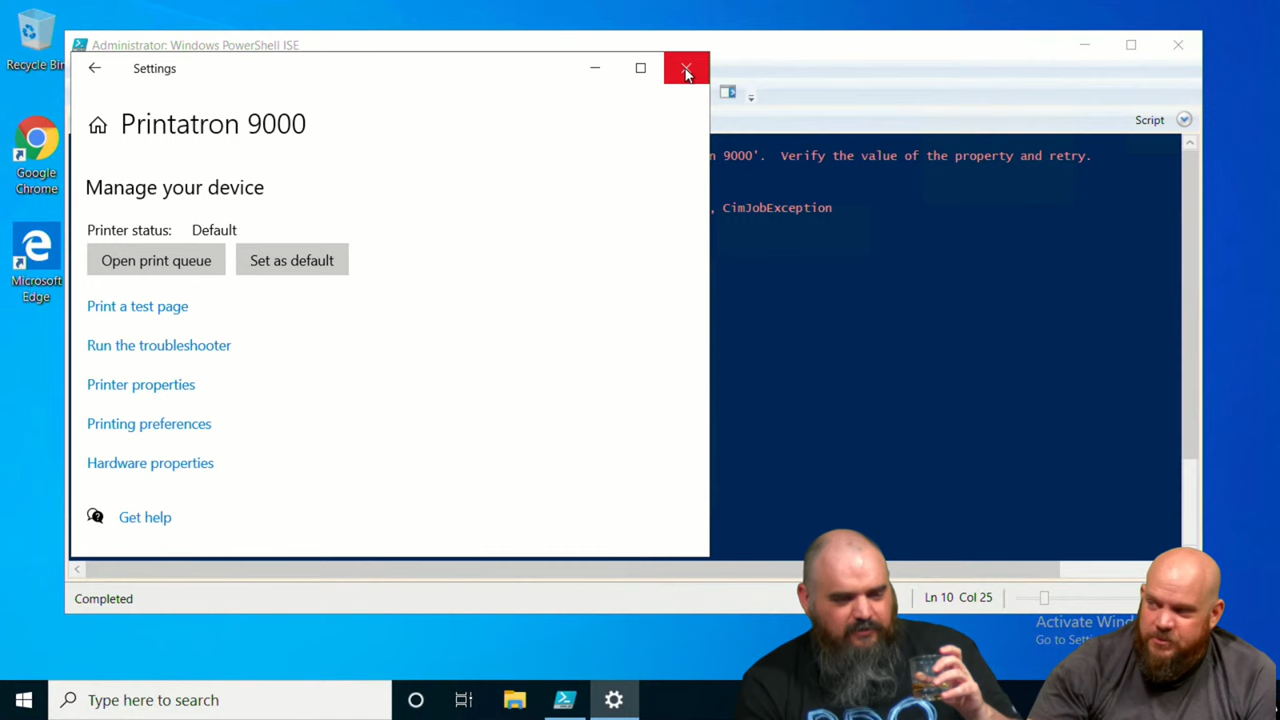 Recycle Bin
Google
Chrome
Microsoft
Edge
Administrator: Windows PowerShell ISE
Settings
Printatron 9000
Manage your device
Printer status: Default
Open print queue
Set as default
Print a test page
Run the troubleshooter
Printer properties
Printing preferences
Hardware properties
Get help
Script
n 9000'.  Verify the value of the property and retry.
, CimJobException
Completed
Ln 10 Col 25
Activate Wind
Go to Setti
Type here to search